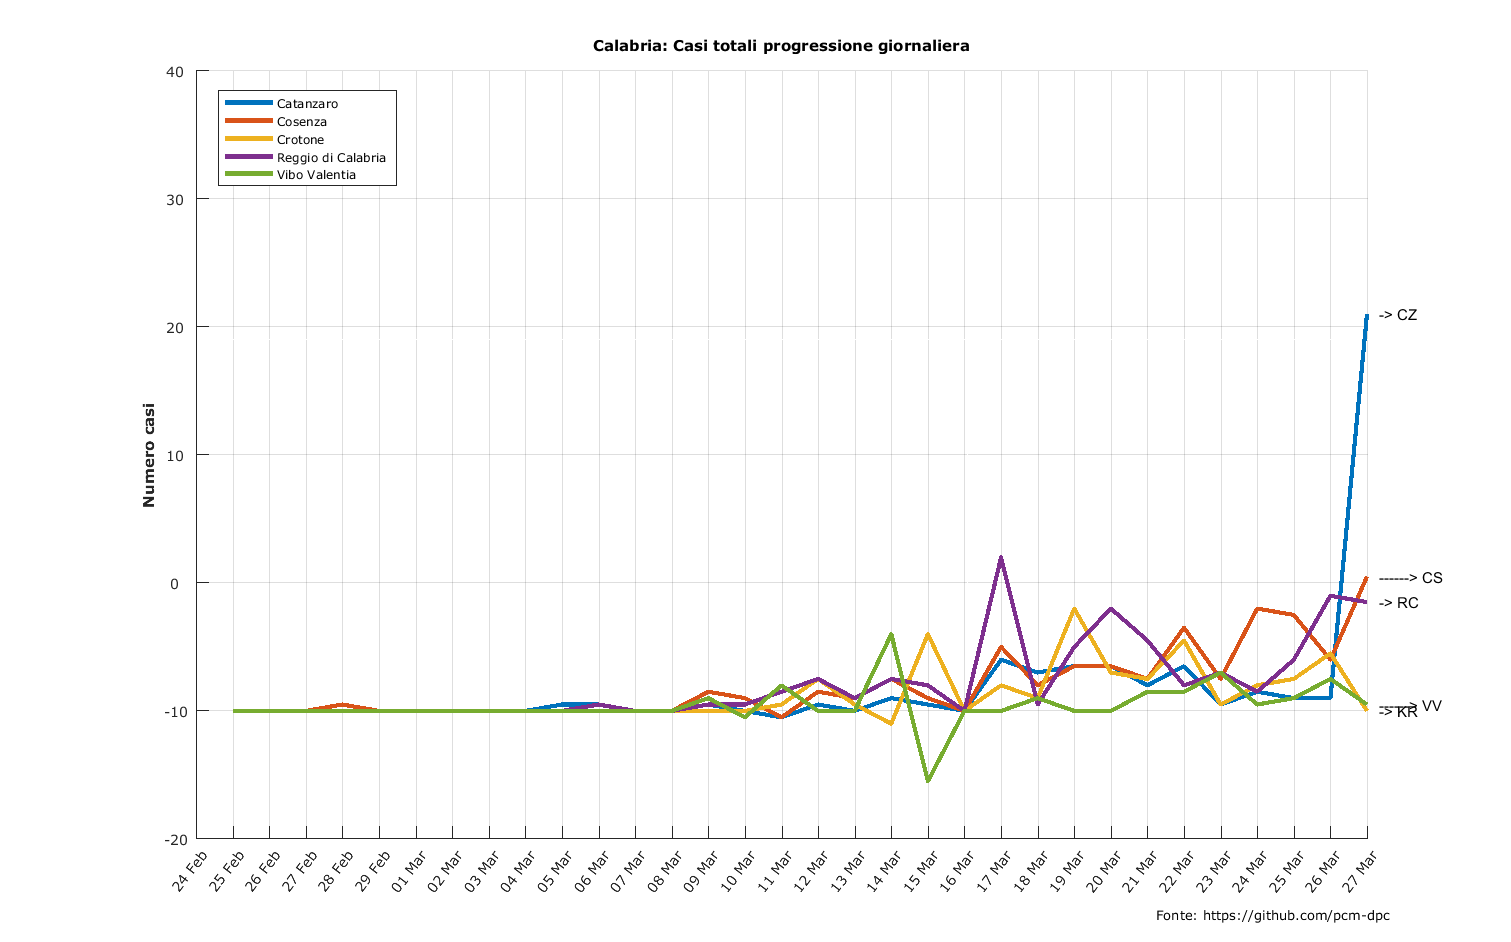 Calabria: Casi totali progressione giornaliera
40
30
20
10
0
-10
-20
Numero casi
Catanzaro
Cosenza
Crotone
Reggio di Calabria
Vibo Valentia
-> CZ
------> CS
-> RC
------> VV
-> KR
24 Feb
25 Feb
26 Feb
27 Feb
28 Feb
29 Feb
01 Mar
02 Mar
03 Mar
04 Mar
05 Mar
06 Mar
07 Mar
08 Mar
09 Mar
10 Mar
11 Mar
12 Mar
13 Mar
14 Mar
15 Mar
16 Mar
17 Mar
18 Mar
19 Mar
20 Mar
21 Mar
22 Mar
23 Mar
24 Mar
25 Mar
26 Mar
27 Mar
Fonte: https://github.com/pcm-dpc